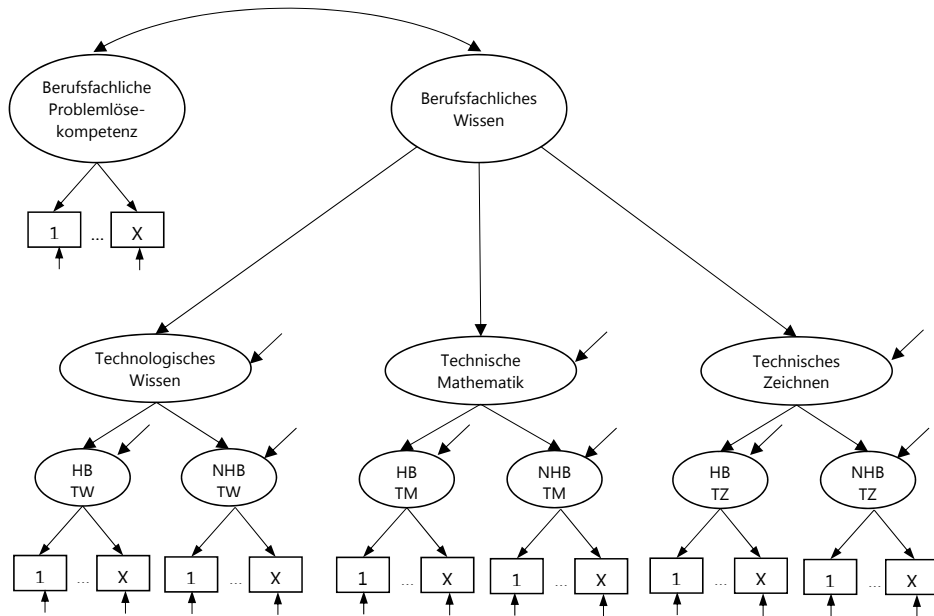 Berufsfachliche
Problemlöse-
kompetenz
Berufsfachliches
Wissen
1 ... X
Technologisches
Wissen
Technische
Mathematik
Technisches
Zeichnen
HB
TW
NHB
TW
HB
TM
NHB
TM
HB
TZ
NHB
TZ
1 ... X
1 ... X
1 ... X
1 ... X
1 ... X
1 ... X